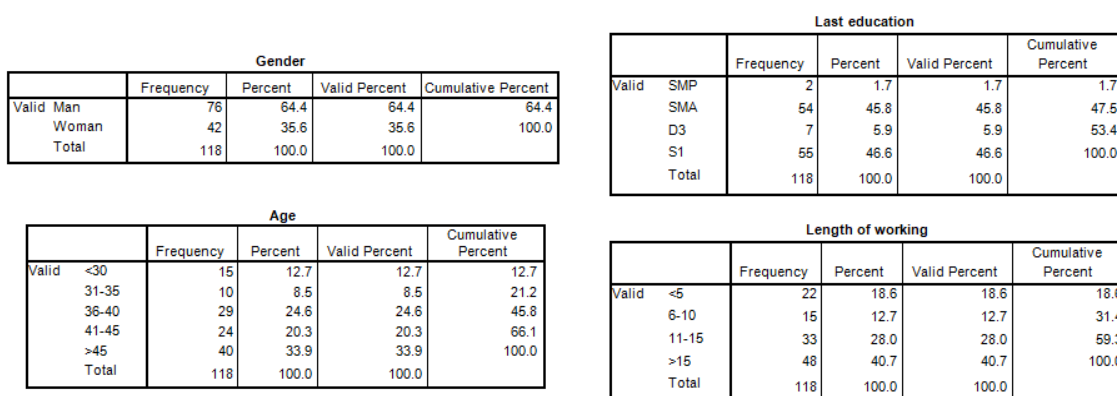 Gender
Frequency Percent Valid Percent Cumulative Percent
Valid Man 76 64.4 64.4 64.4
Woman 42 35.6 35.6 100.0
Total 118 100.0 100.0
Age
Frequency Percent Valid Percent Cumulative Percent
Valid <30 15 12.7 12.7 12.7
31-35 10 8.5 8.5 21.2
36-40 29 24.6 24.6 45.8
41-45 24 20.3 20.3 66.1
>45 40 33.9 33.9 100.0
Total 118 100.0 100.0
Last education
Frequency Percent Valid Percent Cumulative Percent
Valid SMP 2 1.7 1.7 1.7
SMA 54 45.8 45.8 47.5
D3 7 5.9 5.9 53.4
S1 55 46.6 46.6 100.0
Total 118 100.0 100.0
Length of working
Frequency Percent Valid Percent Cumulative Percent
Valid <5 22 18.6 18.6 18.6
6-10 15 12.7 12.7 31.4
11-15 33 28.0 28.0 59.3
>15 48 40.7 40.7 100.0
Total 118 100.0 100.0